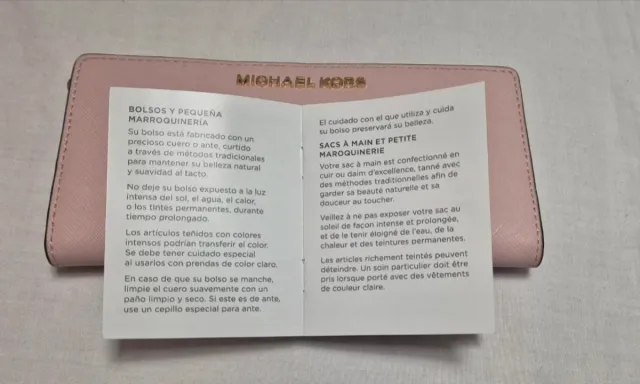 MICHAEL KORS
BOLSOS Y PEQUEÑA
MARROQUINERÍA
Su bolso está fabricado con un
precioso cuero o ante, curtido
a través de métodos tradicionales
para mantener su belleza natural
y suavidad al tacto.
No deje su bolso expuesto a la luz
intensa del sol, el agua, el calor,
o los tintes permanentes, durante
tiempo prolongado.
Los artículos teñidos con colores
intensos podrían transferir el color.
Se debe tener cuidado especial
al usarlos con prendas de color claro.
En caso de que su bolso se manche,
limpie el cuero suavemente con un
paño limpio y seco. Si este es de ante,
use un cepillo especial para ante.
El cuidado con el que utiliza y cuida
su bolso preservará su belleza.
SACS À MAIN ET PETITE
MAROQUINERIE
Votre sac à main est confectionné en
cuir ou daim d'excellence, tanné avec
des méthodes traditionnelles afin de
garder sa beauté naturelle et sa
douceur au toucher.
Veillez à ne pas exposer votre sac au
soleil de façon intense et prolongée,
et de le tenir éloigné de l'eau, de la
chaleur et des teintures permanentes.
Les articles richement teintés peuvent
déteindre. Un soin particulier doit être
pris lorsque porté avec des vêtements
de couleur claire.